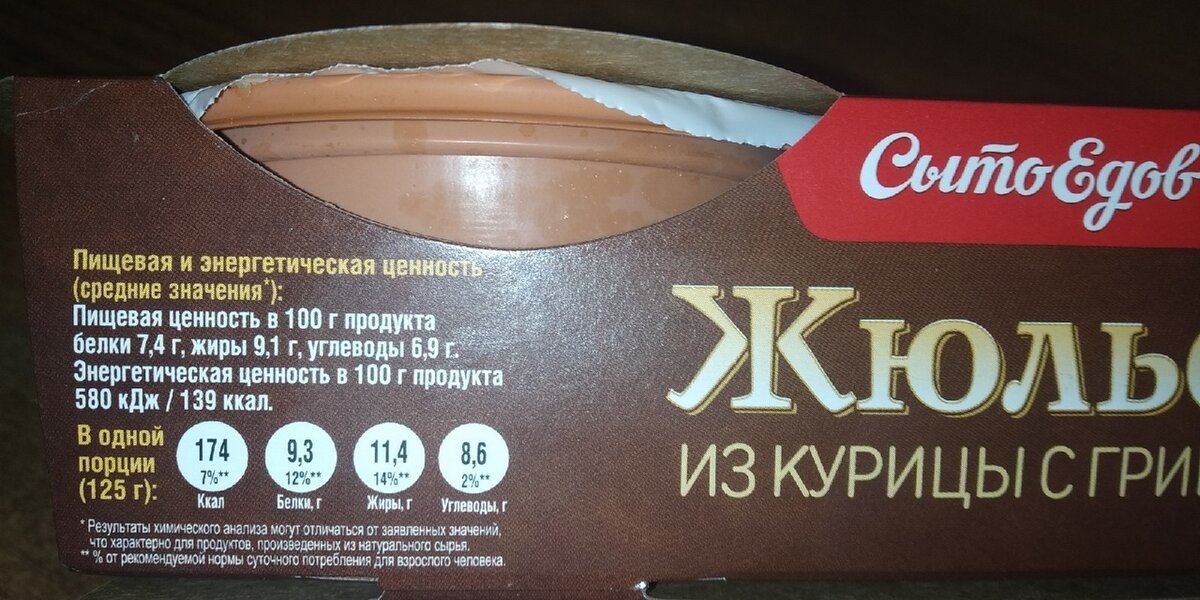 СытоЕдов
Пищевая и энергетическая ценность
(средние значения*):
Пищевая ценность в 100 г продукта
белки 7,4 г, жиры 9,1 г, углеводы 6,9 г.
Энергетическая ценность в 100 г продукта
580 кДж / 139 ккал.
В одной
порции
(125 г):
174
7%**
Ккал
9,3
12%**
Белки, г
11,4
14%**
Жиры, г
8,6
2%**
Углеводы, г
* Результаты химического анализа могут отличаться от заявленных значений,
что характерно для продуктов, произведенных из натурального сырья.
** % от рекомендуемой нормы суточного потребления для взрослого человека.
Жюль
ИЗ КУРИЦЫ С ГРИ